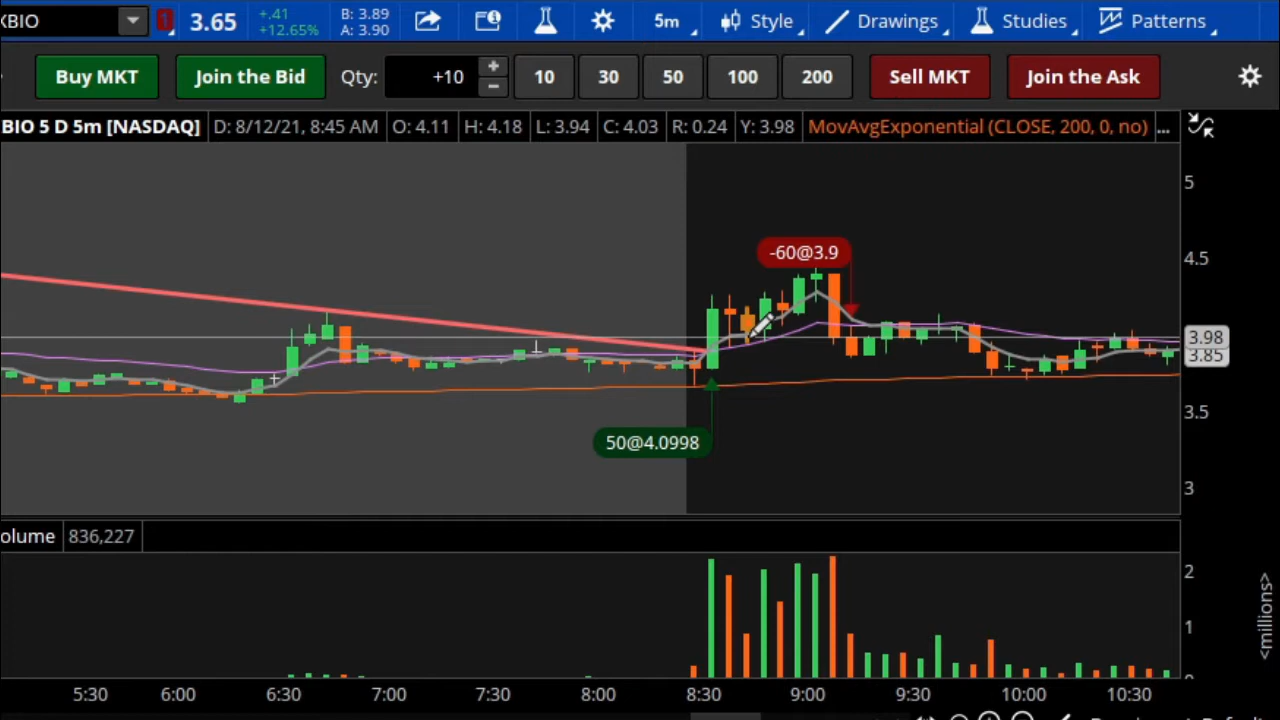 XBIO 1 3.65 +.41 +12.65% B: 3.89 A: 3.90 5m Style Drawings Studies Patterns
Buy MKT Join the Bid Qty: +10 10 30 50 100 200 Sell MKT Join the Ask
BIO 5 D 5m [NASDAQ] D: 8/12/21, 8:45 AM O: 4.11 H: 4.18 L: 3.94 C: 4.03 R: 0.24 Y: 3.98 MovAvgExponential (CLOSE, 200, 0, no) ...
5
-60@3.9
4.5
3.98
3.85
3.5
50@4.0998
3
olume 836,227
2
1
<millions>
0
5:30 6:00 6:30 7:00 7:30 8:00 8:30 9:00 9:30 10:00 10:30